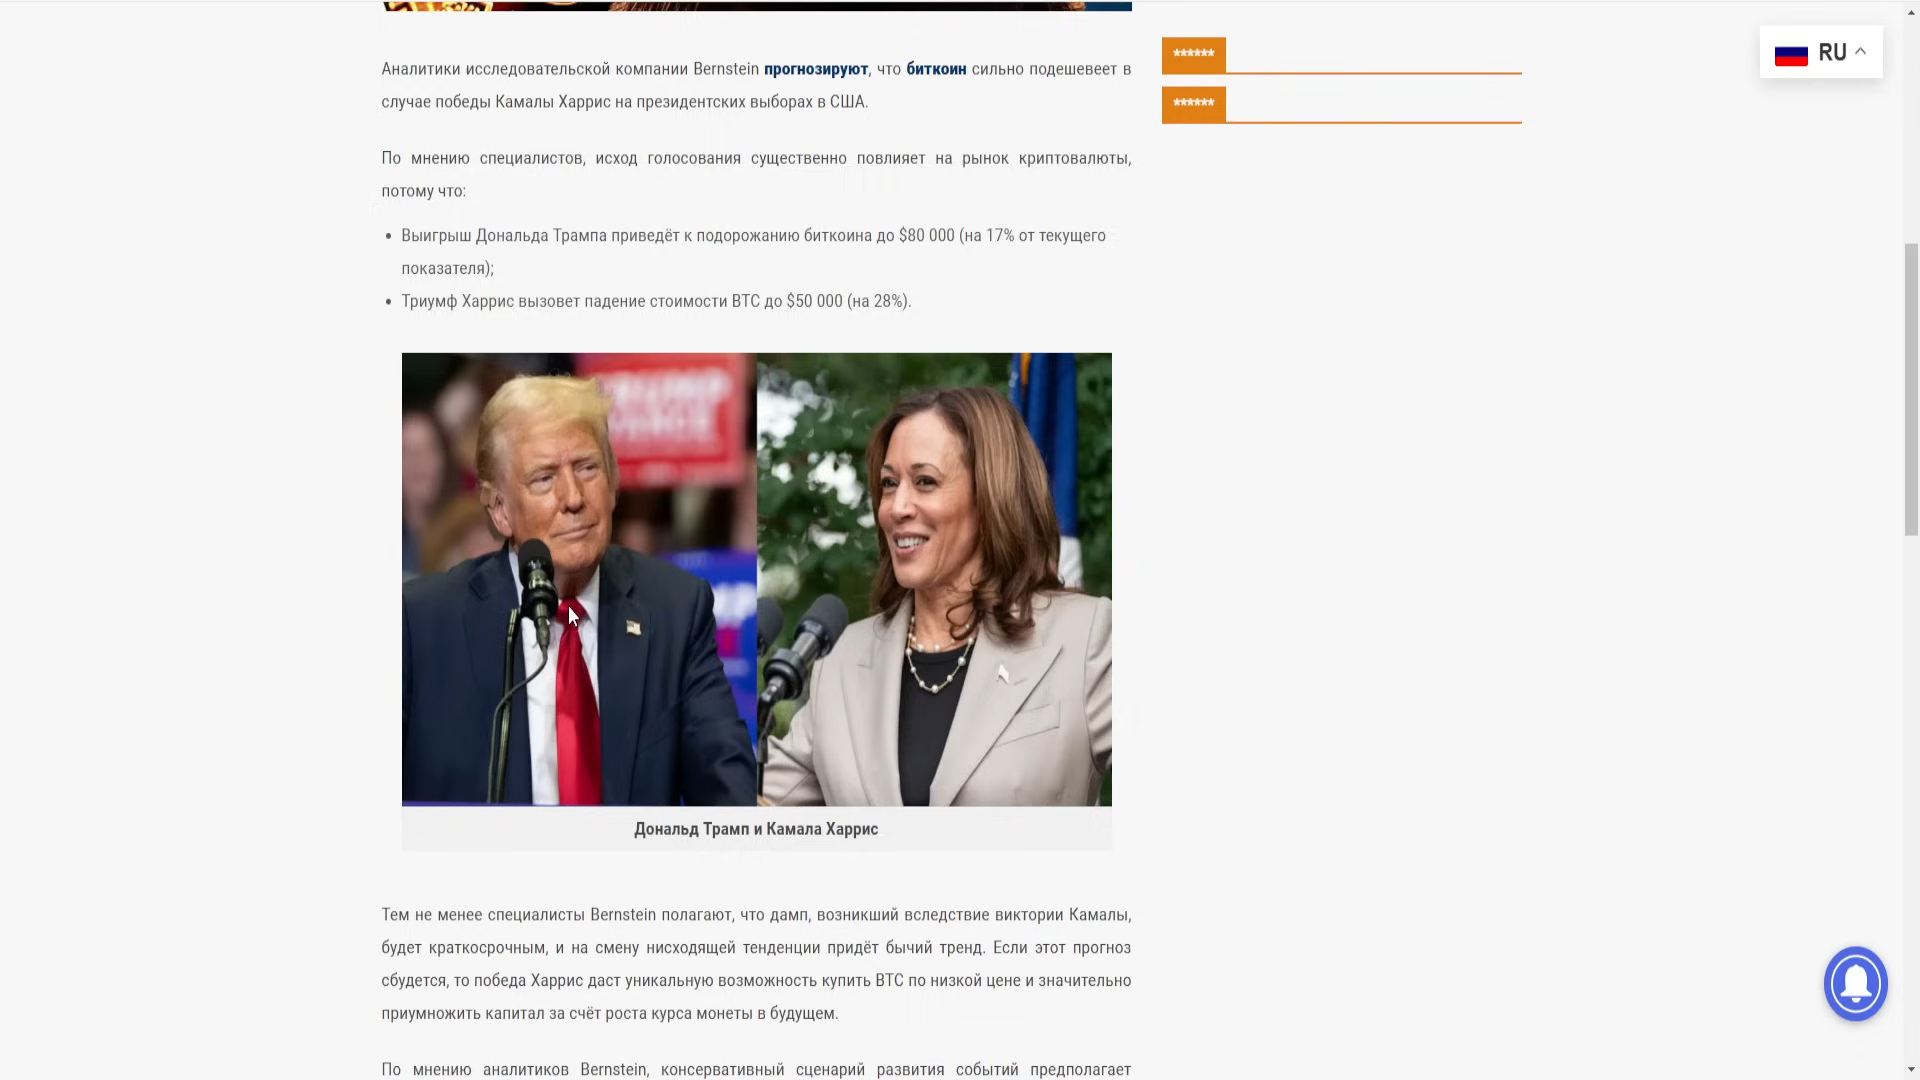 Аналитики исследовательской компании Bernstein прогнозируют, что биткоин сильно подешевеет в
случае победы Камалы Харрис на президентских выборах в США.
По мнению специалистов, исход голосования существенно повлияет на рынок криптовалюты,
потому что:
• Выигрыш Дональда Трампа приведёт к подорожанию биткоина до $80 000 (на 17% от текущего
показателя);
• Триумф Харрис вызовет падение стоимости BTC до $50 000 (на 28%).
Дональд Трамп и Камала Харрис
Тем не менее специалисты Bernstein полагают, что дамп, возникший вследствие виктории Камалы,
будет краткосрочным, и на смену нисходящей тенденции придёт бычий тренд. Если этот прогноз
сбудется, то победа Харрис даст уникальную возможность купить BTC по низкой цене и значительно
приумножить капитал за счёт роста курса монеты в будущем.
По мнению аналитиков Bernstein, консервативный сценарий развития событий предполагает
******
******
RU